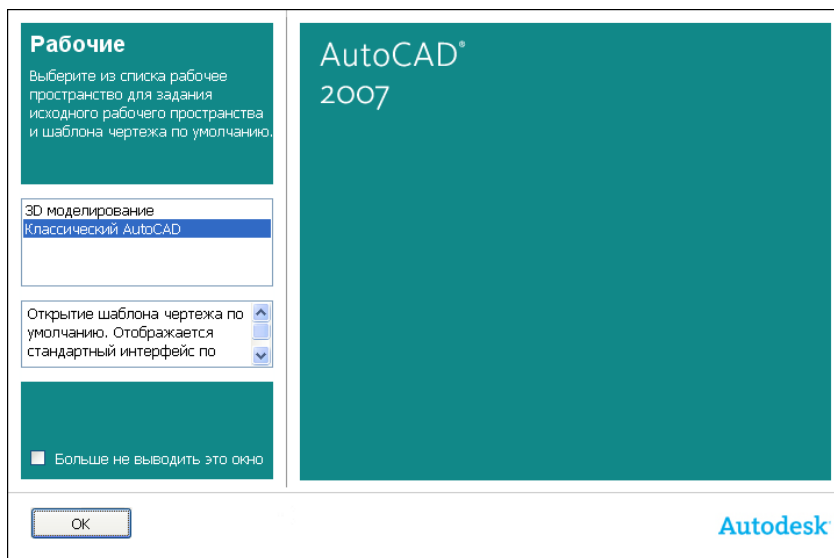 Рабочие
Выберите из списка рабочее
пространство для задания
исходного рабочего пространства
и шаблона чертежа по умолчанию.
3D моделирование
Классический AutoCAD
Открытие шаблона чертежа по
умолчанию. Отображается
стандартный интерфейс по
Больше не выводить это окно
OK
AutoCAD®
2007
Autodesk